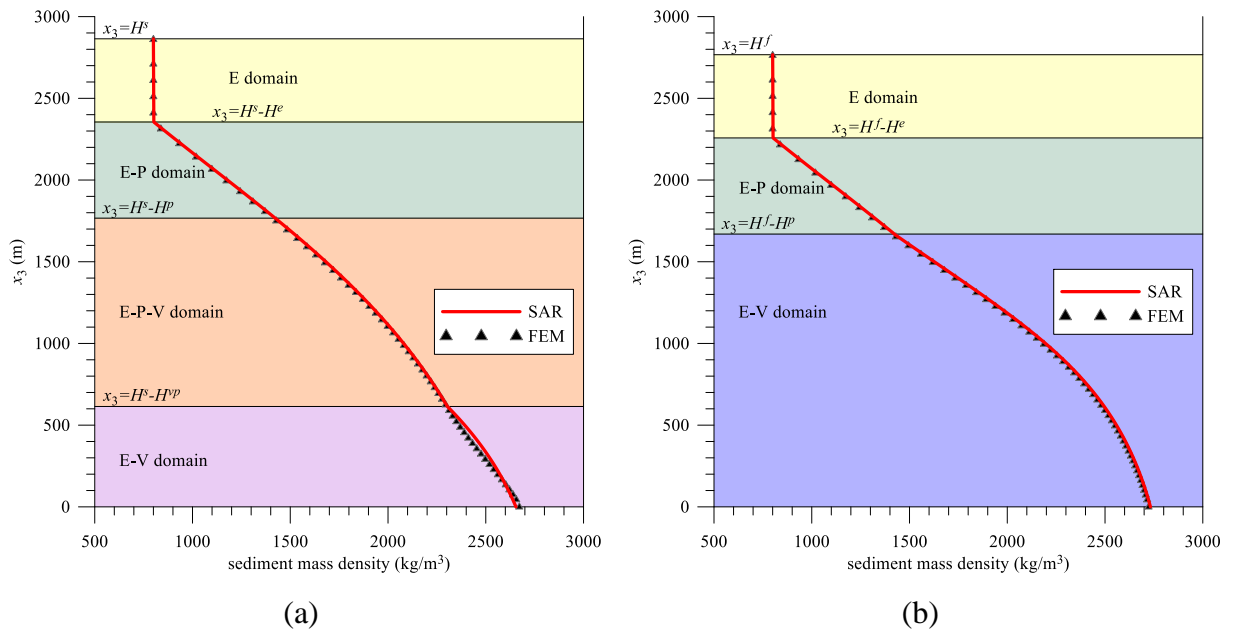 (a)
3000
2500
2000
1500
1000
500
0
x₃ (m)
x₃=Hˢ
E domain
x₃=Hˢ-Hᵉ
E-P domain
x₃=Hˢ-Hᵖ
E-P-V domain
SAR
FEM
x₃=Hˢ-Hᵛᵖ
E-V domain
500 1000 1500 2000 2500 3000
sediment mass density (kg/m³)
(a)
(b)
3000
2500
2000
1500
1000
500
0
x₃ (m)
x₃=Hᶠ
E domain
x₃=Hᶠ-Hᵉ
E-P domain
x₃=Hᶠ-Hᵖ
SAR
FEM
E-V domain
500 1000 1500 2000 2500 3000
sediment mass density (kg/m³)
(b)